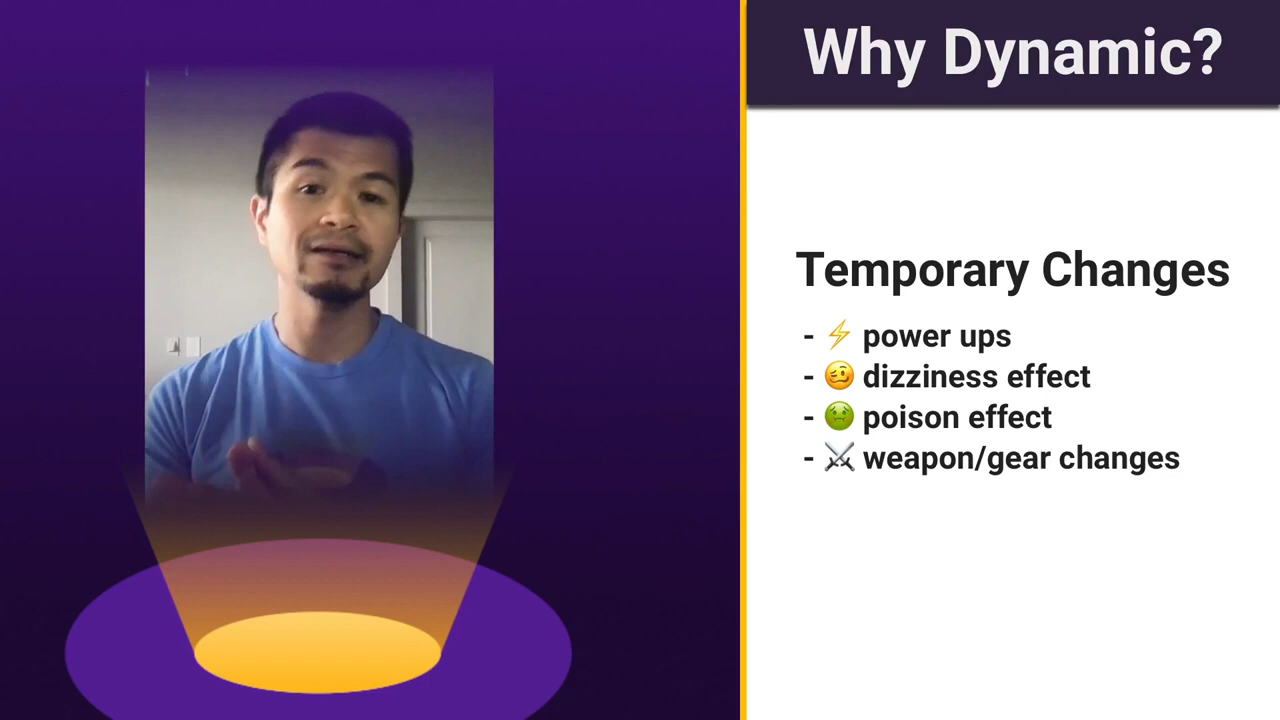 Why Dynamic?
Temporary Changes
- ⚡ power ups
- 🥴 dizziness effect
- 🤢 poison effect
- ⚔️ weapon/gear changes